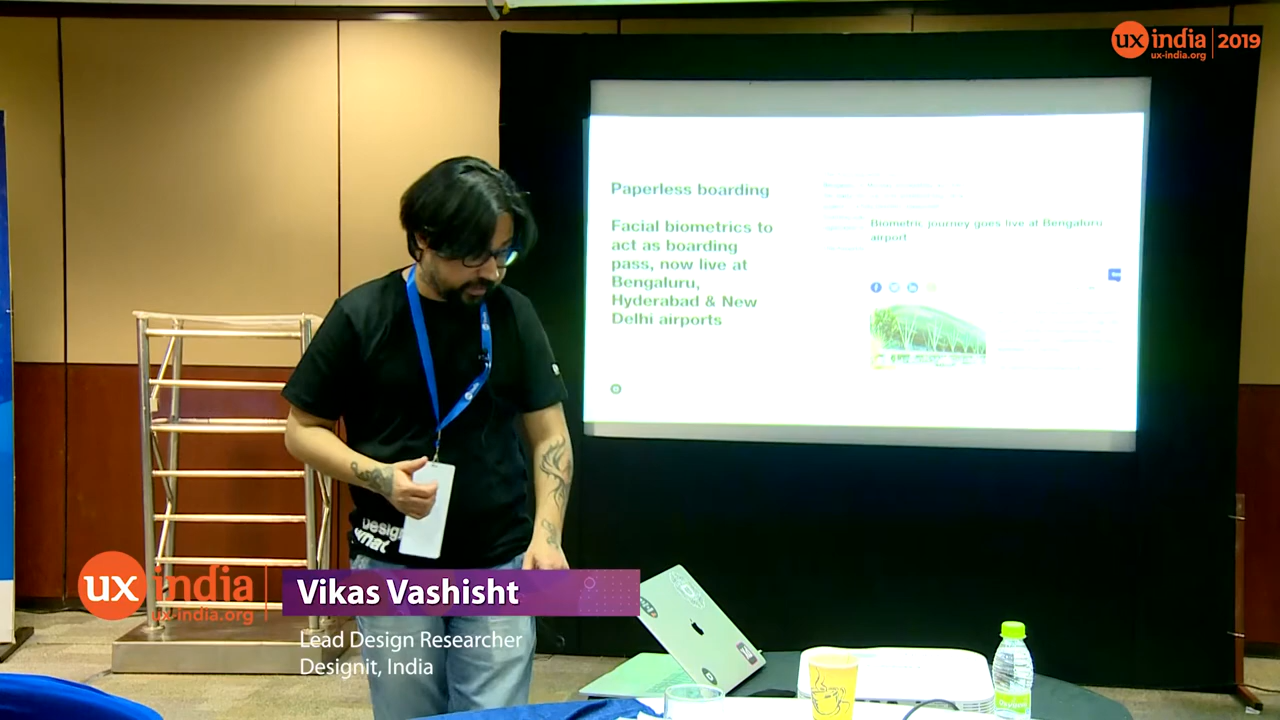 ux india 2019
ux-india.org
Paperless boarding
Facial biometrics to
act as boarding
pass, now live at
Bengaluru,
Hyderabad & New
Delhi airports
Biometric journey goes live at Bengaluru
airport
Design
what
ux india
ux-india.org
Vikas Vashisht
Lead Design Researcher
Designit, India